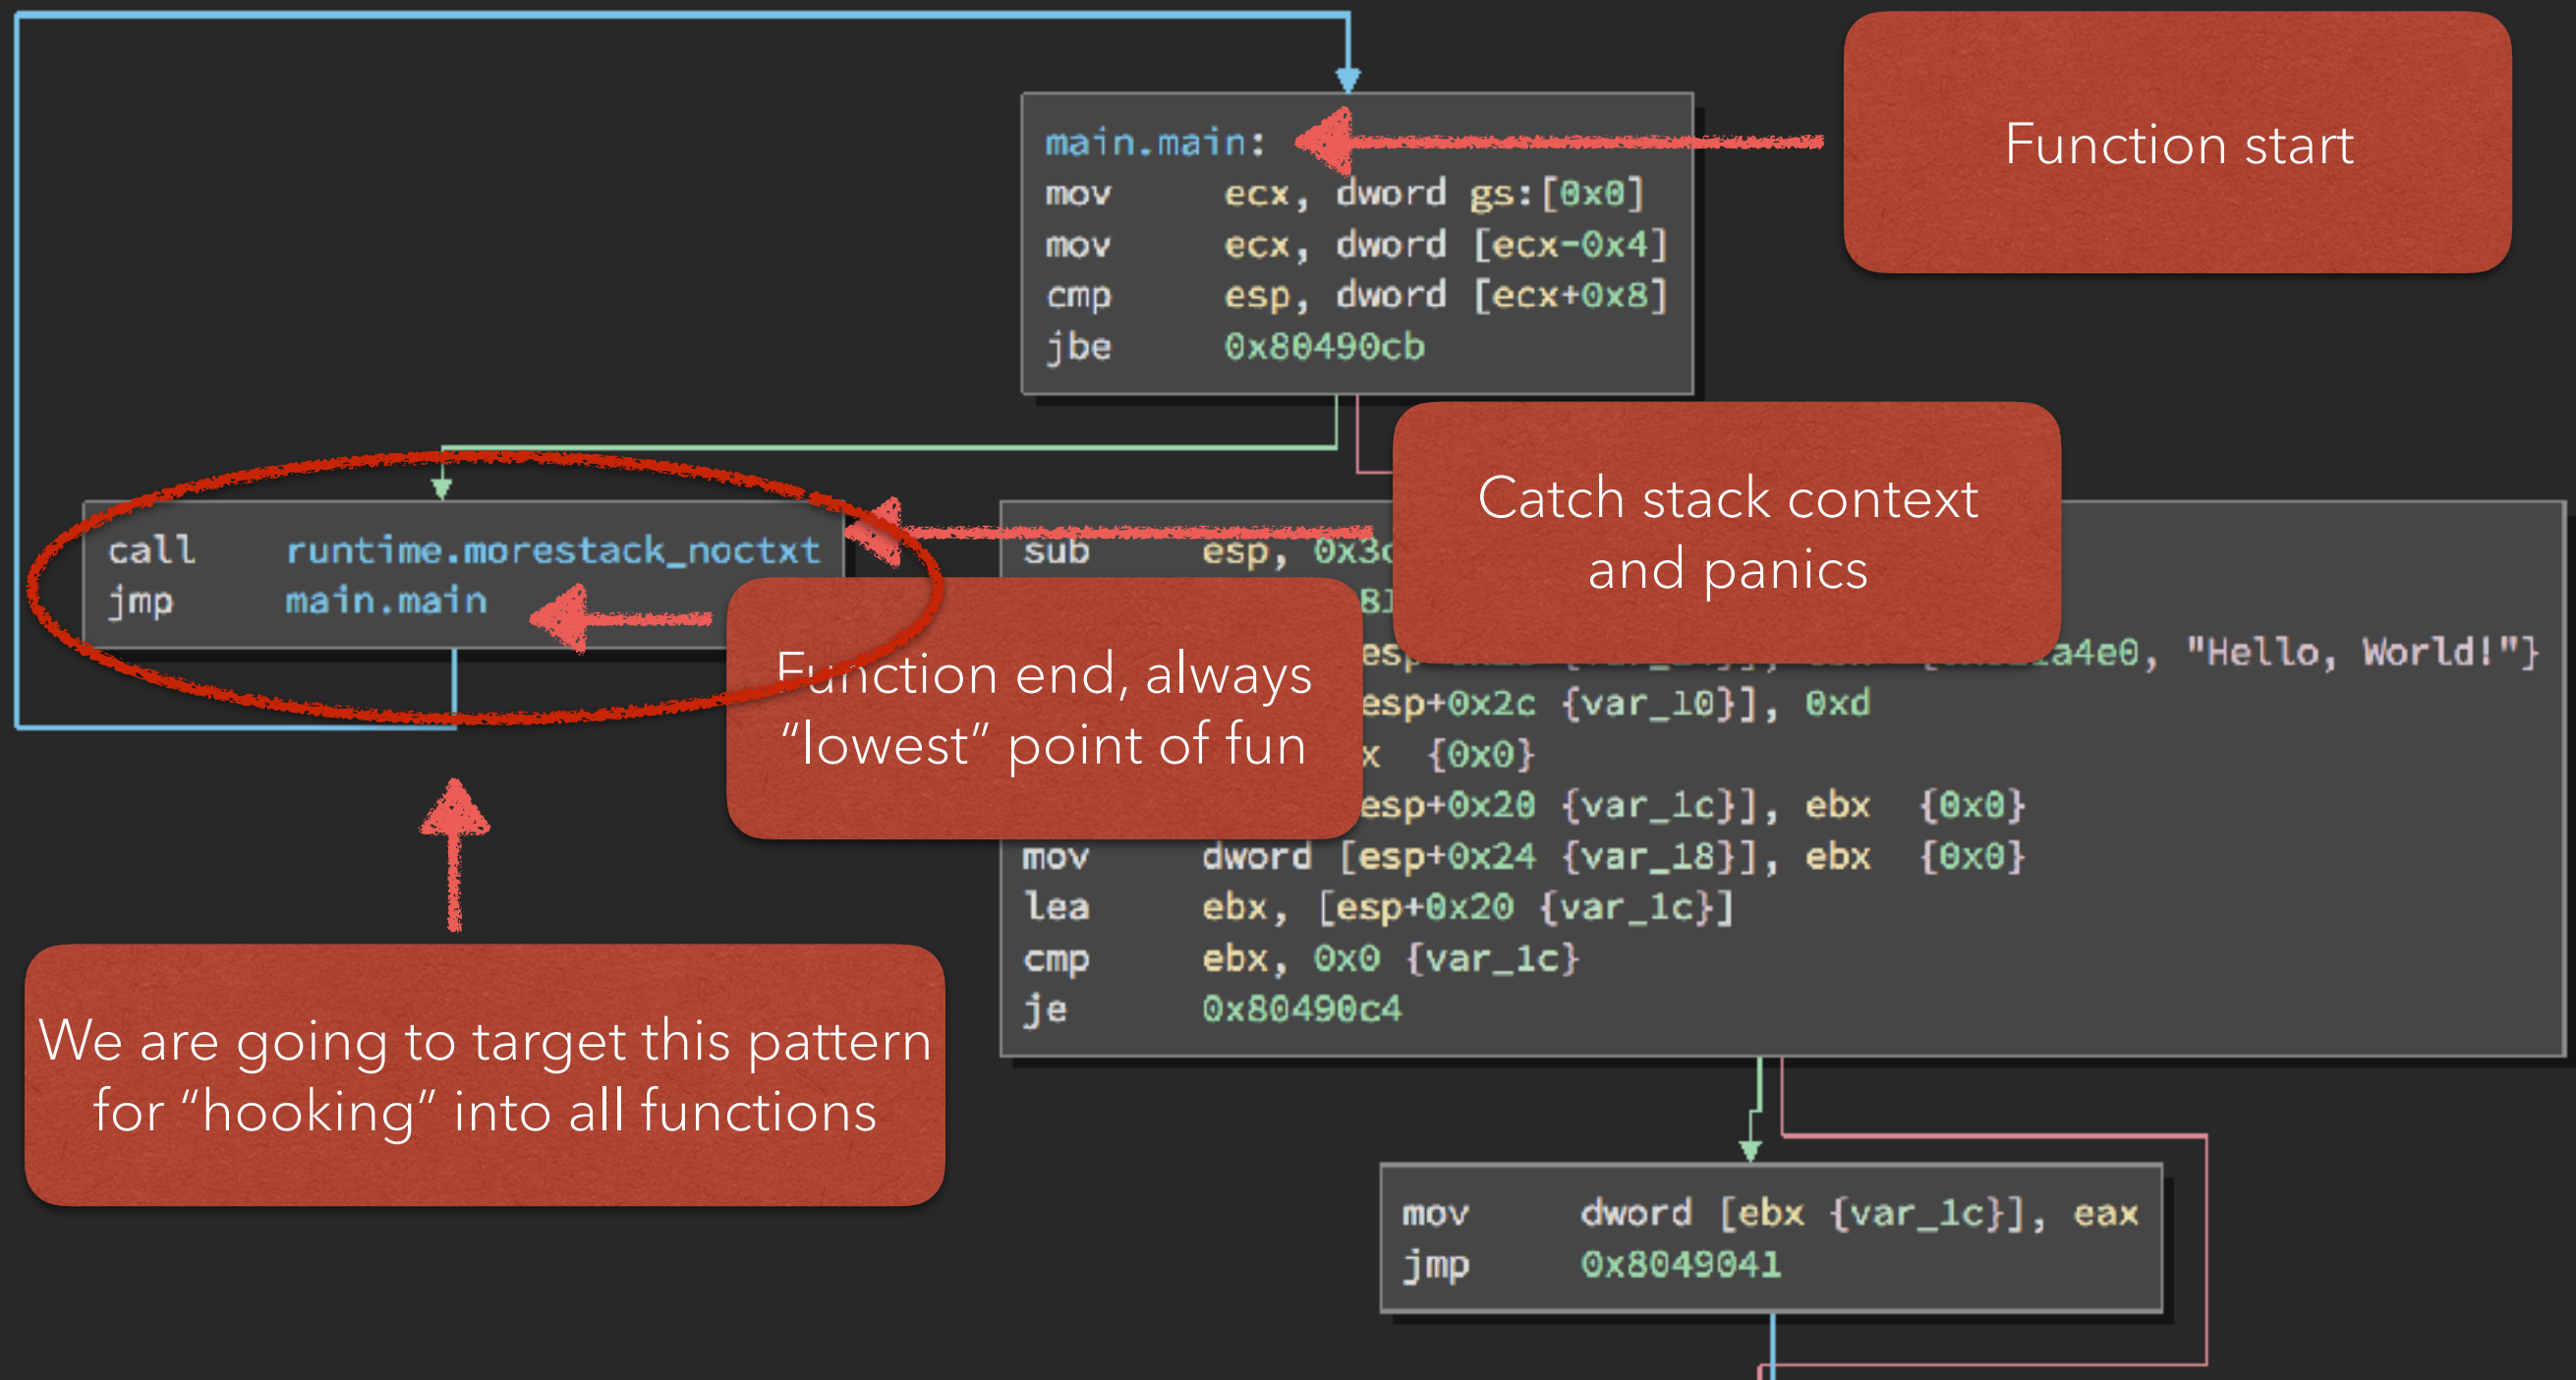 main.main:
mov ecx, dword gs:[0x0]
mov ecx, dword [ecx-0x4]
cmp esp, dword [ecx+0x8]
jbe 0x80490cb
Function start
call runtime.morestack_noctxt
jmp main.main
Catch stack context
and panics
Function end, always
“lowest” point of fun
We are going to target this pattern
for “hooking” into all functions
sub esp,
a4e0, "Hello, World!"}
esp+0x2c {var_10}], 0xd
x {0x0}
esp+0x20 {var_1c}], ebx {0x0}
mov dword [esp+0x24 {var_18}], ebx {0x0}
lea ebx, [esp+0x20 {var_1c}]
cmp ebx, 0x0 {var_1c}
je 0x80490c4
mov dword [ebx {var_1c}], eax
jmp 0x8049041